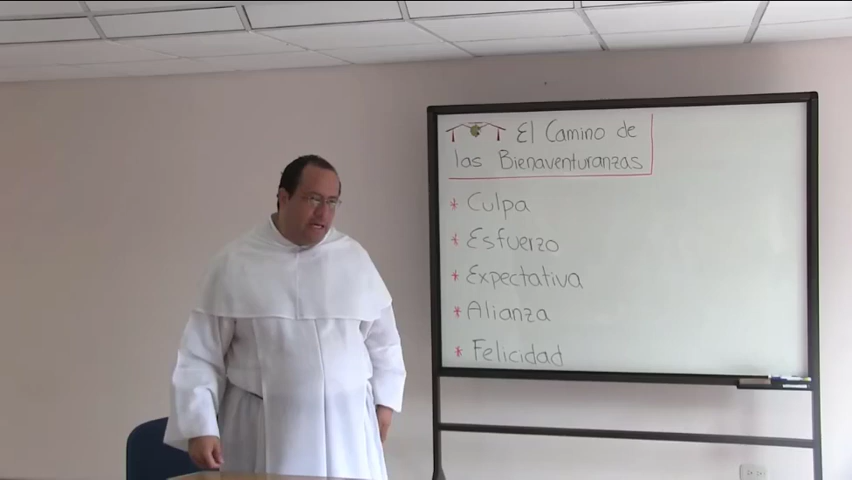 El Camino de
las Bienaventuranzas
* Culpa
* Esfuerzo
* Expectativa
* Alianza
* Felicidad